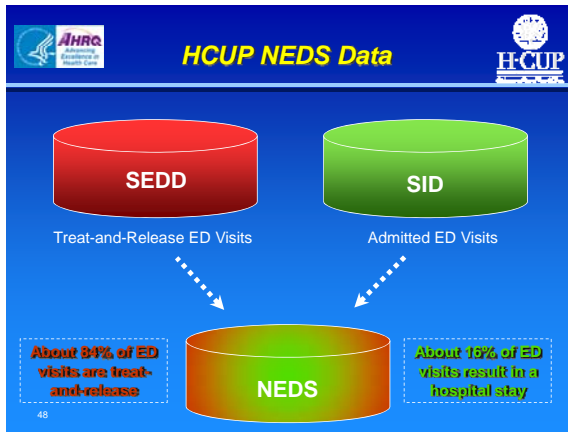 AHRQ
Advancing
Excellence in
Health Care
HCUP NEDS Data
H·CUP
SEDD
SID
Treat-and-Release ED Visits
Admitted ED Visits
About 84% of ED
visits are treat-
and-release
NEDS
About 16% of ED
visits result in a
hospital stay
48